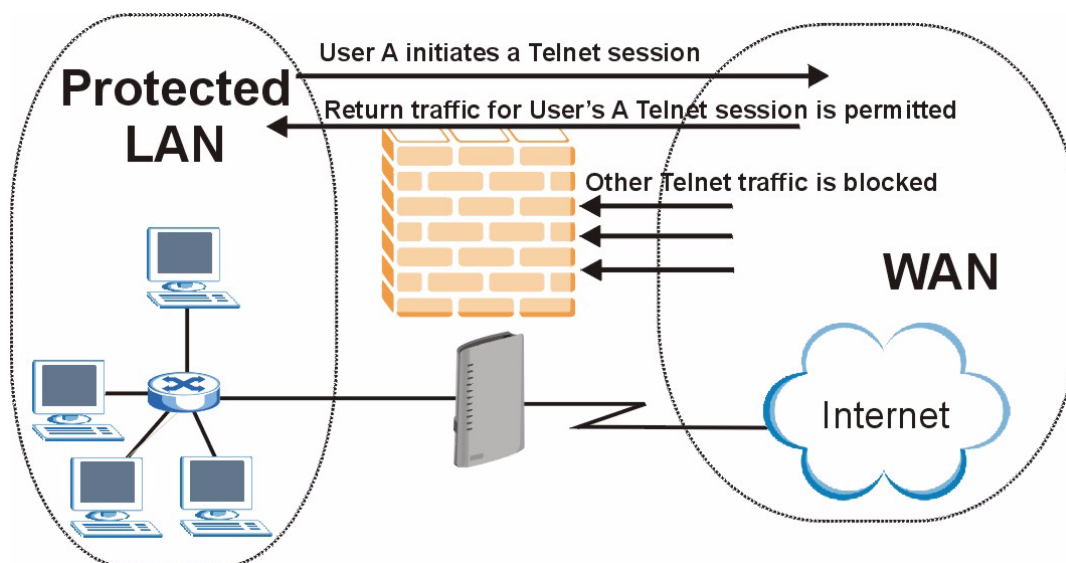 User A initiates a Telnet session
Protected
LAN
Return traffic for User's A Telnet session is permitted
Other Telnet traffic is blocked
WAN
Internet